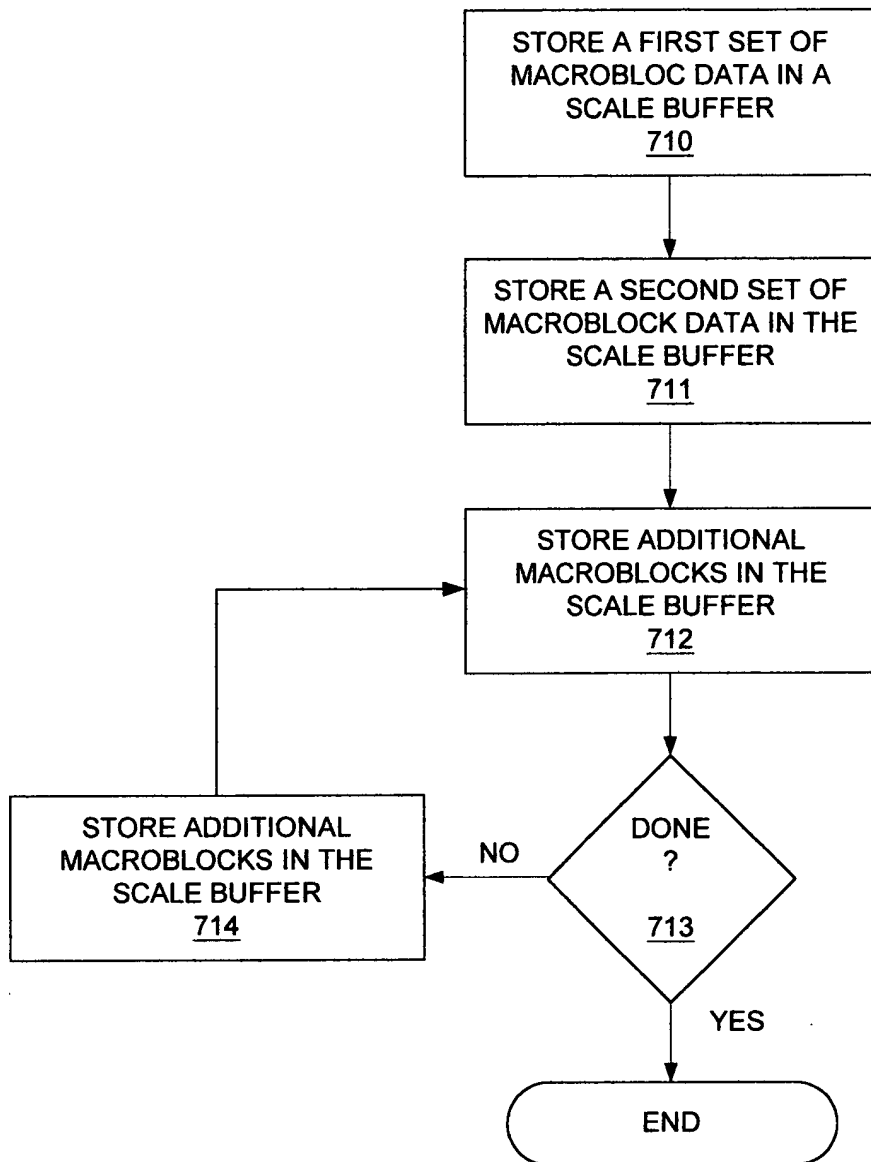 STORE A FIRST SET OF
MACROBLOC DATA IN A
SCALE BUFFER
710
STORE A SECOND SET OF
MACROBLOCK DATA IN THE
SCALE BUFFER
711
STORE ADDITIONAL
MACROBLOCKS IN THE
SCALE BUFFER
712
DONE
?
713
NO
STORE ADDITIONAL
MACROBLOCKS IN THE
SCALE BUFFER
714
YES
END